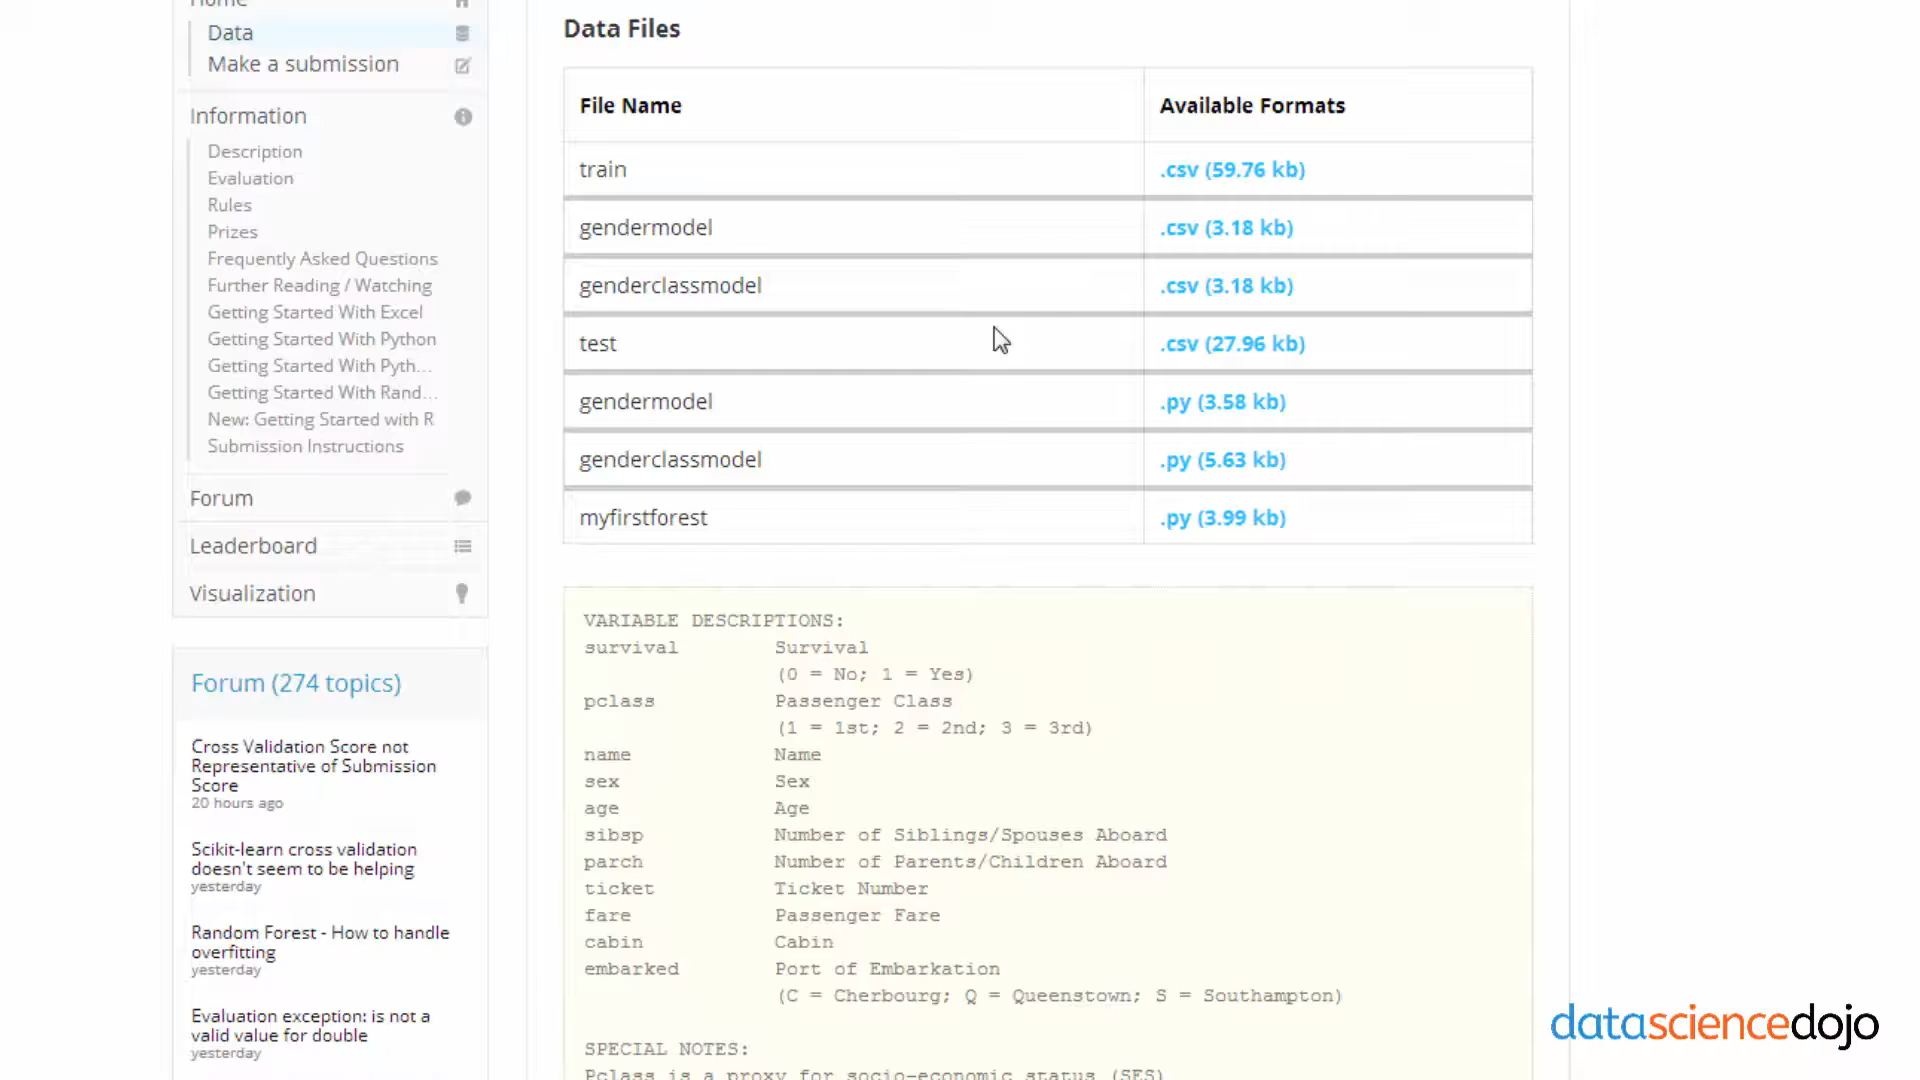 Home
Data
Make a submission
Information
Description
Evaluation
Rules
Prizes
Frequently Asked Questions
Further Reading / Watching
Getting Started With Excel
Getting Started With Python
Getting Started With Pyth...
Getting Started With Rand...
New: Getting Started with R
Submission Instructions
Forum
Leaderboard
Visualization
Forum (274 topics)
Cross Validation Score not
Representative of Submission
Score
20 hours ago
Scikit-learn cross validation
doesn't seem to be helping
yesterday
Random Forest - How to handle
overfitting
yesterday
Evaluation exception: is not a
valid value for double
yesterday
Data Files
File Name Available Formats
train .csv (59.76 kb)
gendermodel .csv (3.18 kb)
genderclassmodel .csv (3.18 kb)
test .csv (27.96 kb)
gendermodel .py (3.58 kb)
genderclassmodel .py (5.63 kb)
myfirstforest .py (3.99 kb)
VARIABLE DESCRIPTIONS:
survival Survival
(0 = No; 1 = Yes)
pclass Passenger Class
(1 = 1st; 2 = 2nd; 3 = 3rd)
name Name
sex Sex
age Age
sibsp Number of Siblings/Spouses Aboard
parch Number of Parents/Children Aboard
ticket Ticket Number
fare Passenger Fare
cabin Cabin
embarked Port of Embarkation
(C = Cherbourg; Q = Queenstown; S = Southampton)
SPECIAL NOTES:
Pclass is a proxy for socio-economic status (SES)
datasciencedojo